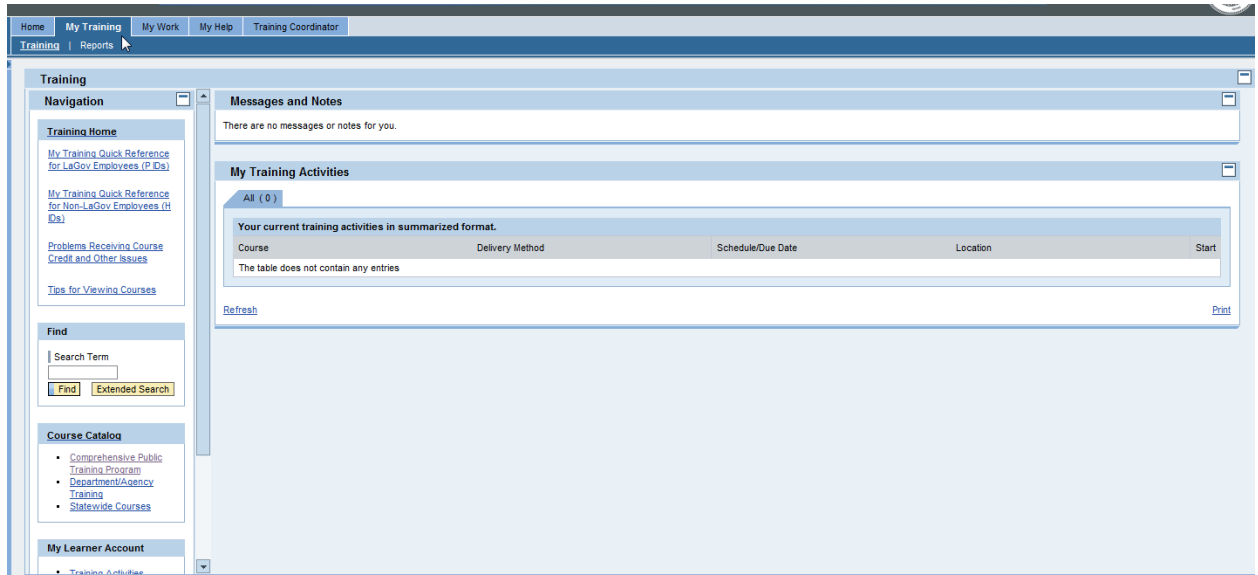 Home My Training My Work My Help Training Coordinator
Training | Reports
Training
Navigation
Training Home
My Training Quick Reference
for LaGov Employees (P IDs)
My Training Quick Reference
for Non-LaGov Employees (H
IDs)
Problems Receiving Course
Credit and Other Issues
Tips for Viewing Courses
Find
Search Term
Find Extended Search
Course Catalog
Comprehensive Public
Training Program
Department/Agency
Training
Statewide Courses
My Learner Account
Training Activities
Messages and Notes
There are no messages or notes for you.
My Training Activities
All ( 0 )
Your current training activities in summarized format.
Course Delivery Method Schedule/Due Date Location Start
The table does not contain any entries
Refresh Print